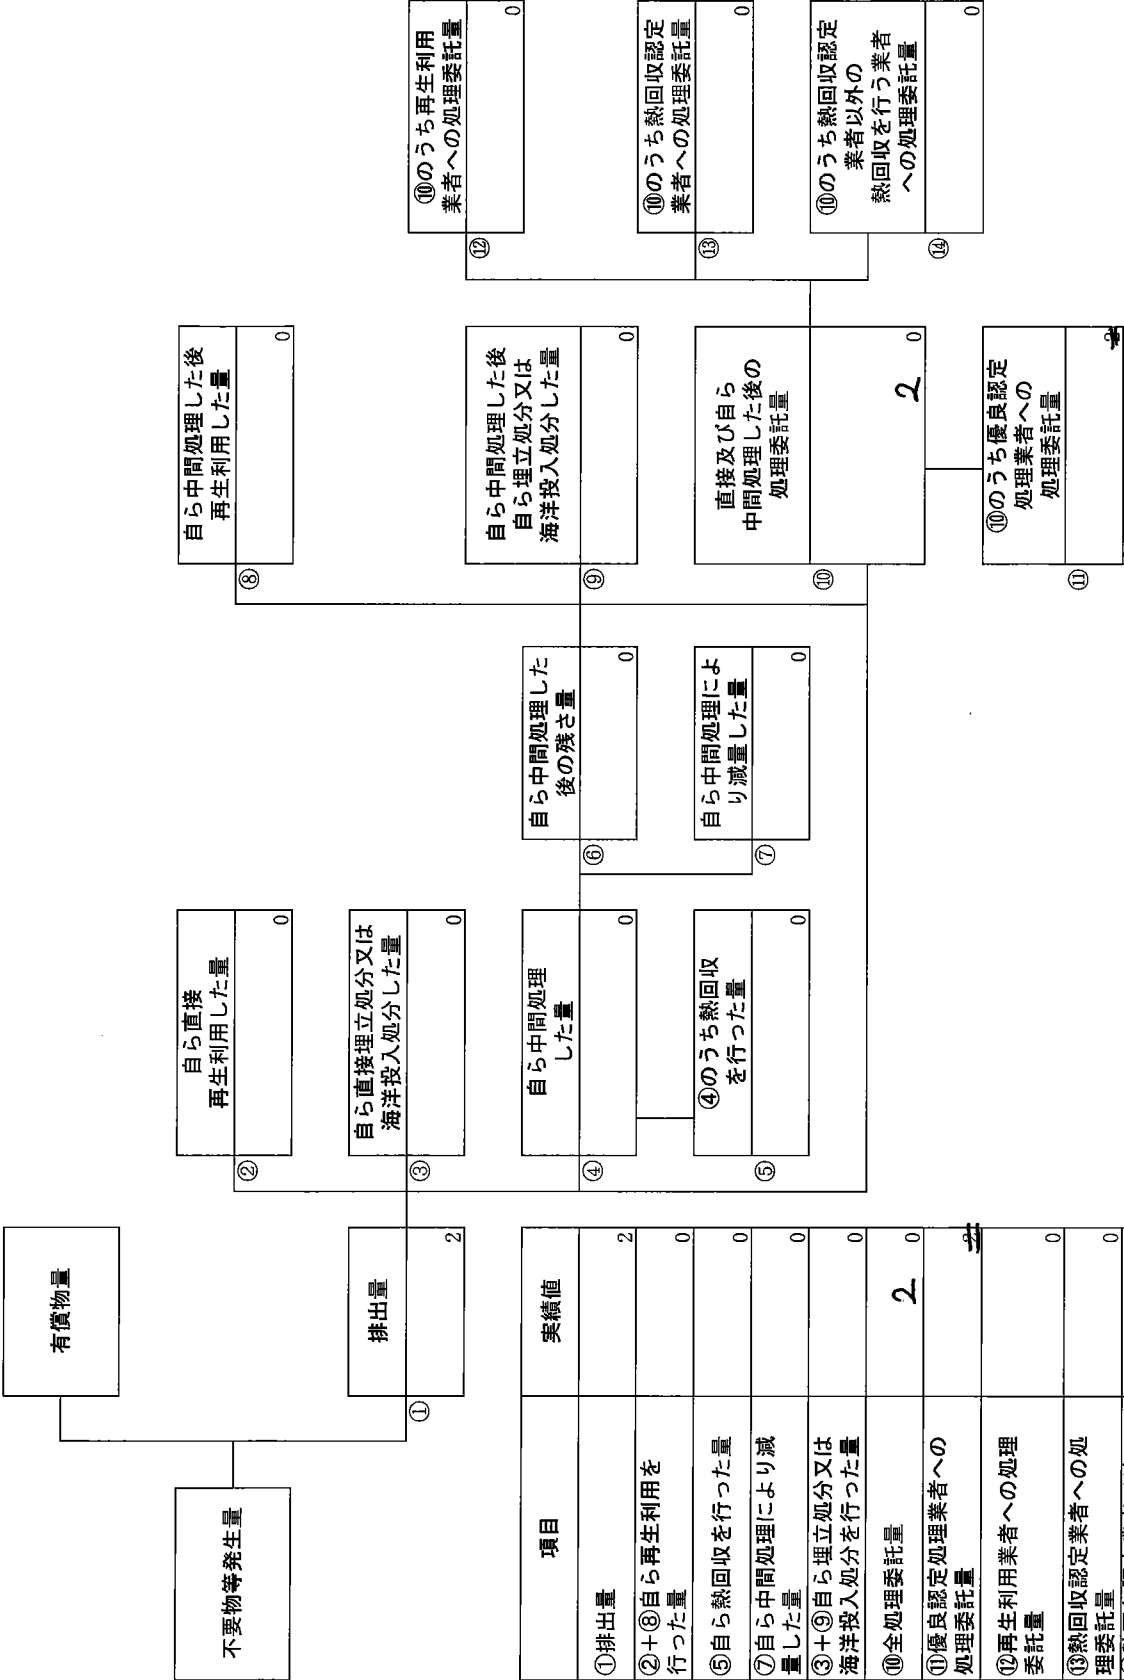 不要物等発生量
有償物量
①
排出量
2
②
自ら直接
再生利用した量
0
③
自ら直接埋立処分又は
海洋投入処分した量
0
④
自ら中間処理
した量
0
⑤
④のうち熱回収
を行った量
0
⑥
自ら中間処理した
後の残さ量
0
⑦
自ら中間処理によ
り減量した量
0
⑧
自ら中間処理した後
再生利用した量
0
⑨
自ら中間処理した後
自ら埋立処分又は
海洋投入処分した量
0
⑩
直接及び自ら
中間処理した後の
処理委託量
2 0
⑪
⑩のうち優良認定
処理業者への
処理委託量
⑫
⑩のうち再生利用
業者への処理委託量
0
⑬
⑩のうち熱回収認定
業者への処理委託量
0
⑭
⑩のうち熱回収認定
業者以外の
熱回収を行う業者
への処理委託量
0
項目 実績値
①排出量 2
②+⑧自ら再生利用を
行った量 0
⑤自ら熱回収を行った量 0
⑦自ら中間処理により減
量した量 0
③+⑨自ら埋立処分又は
海洋投入処分を行った量 0
⑩全処理委託量 2 0
⑪優良認定処理業者への
処理委託量 2
⑫再生利用業者への処理
委託量 0
⑬熱回収認定業者への処
理委託量 0